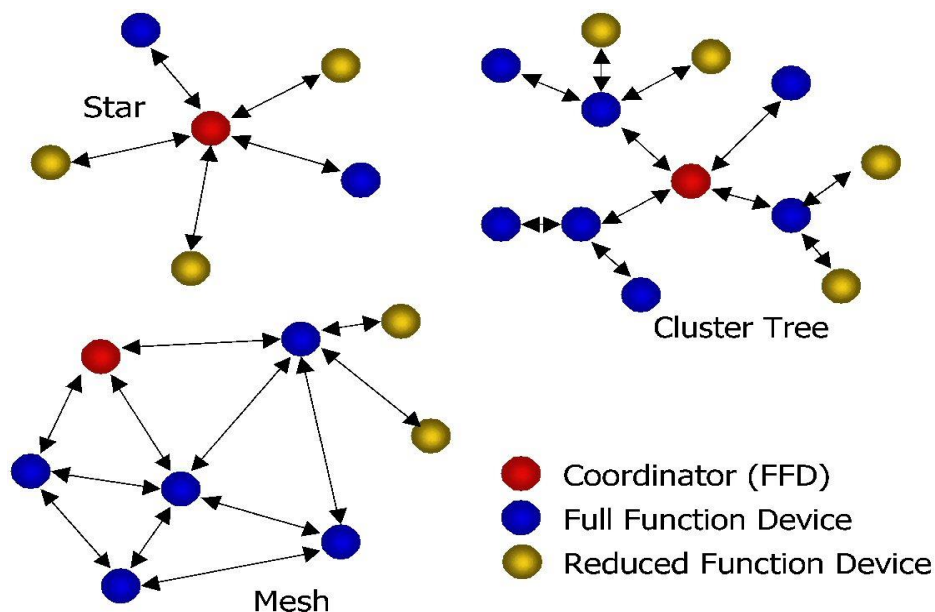 Star
Cluster Tree
Mesh
Coordinator (FFD)
Full Function Device
Reduced Function Device